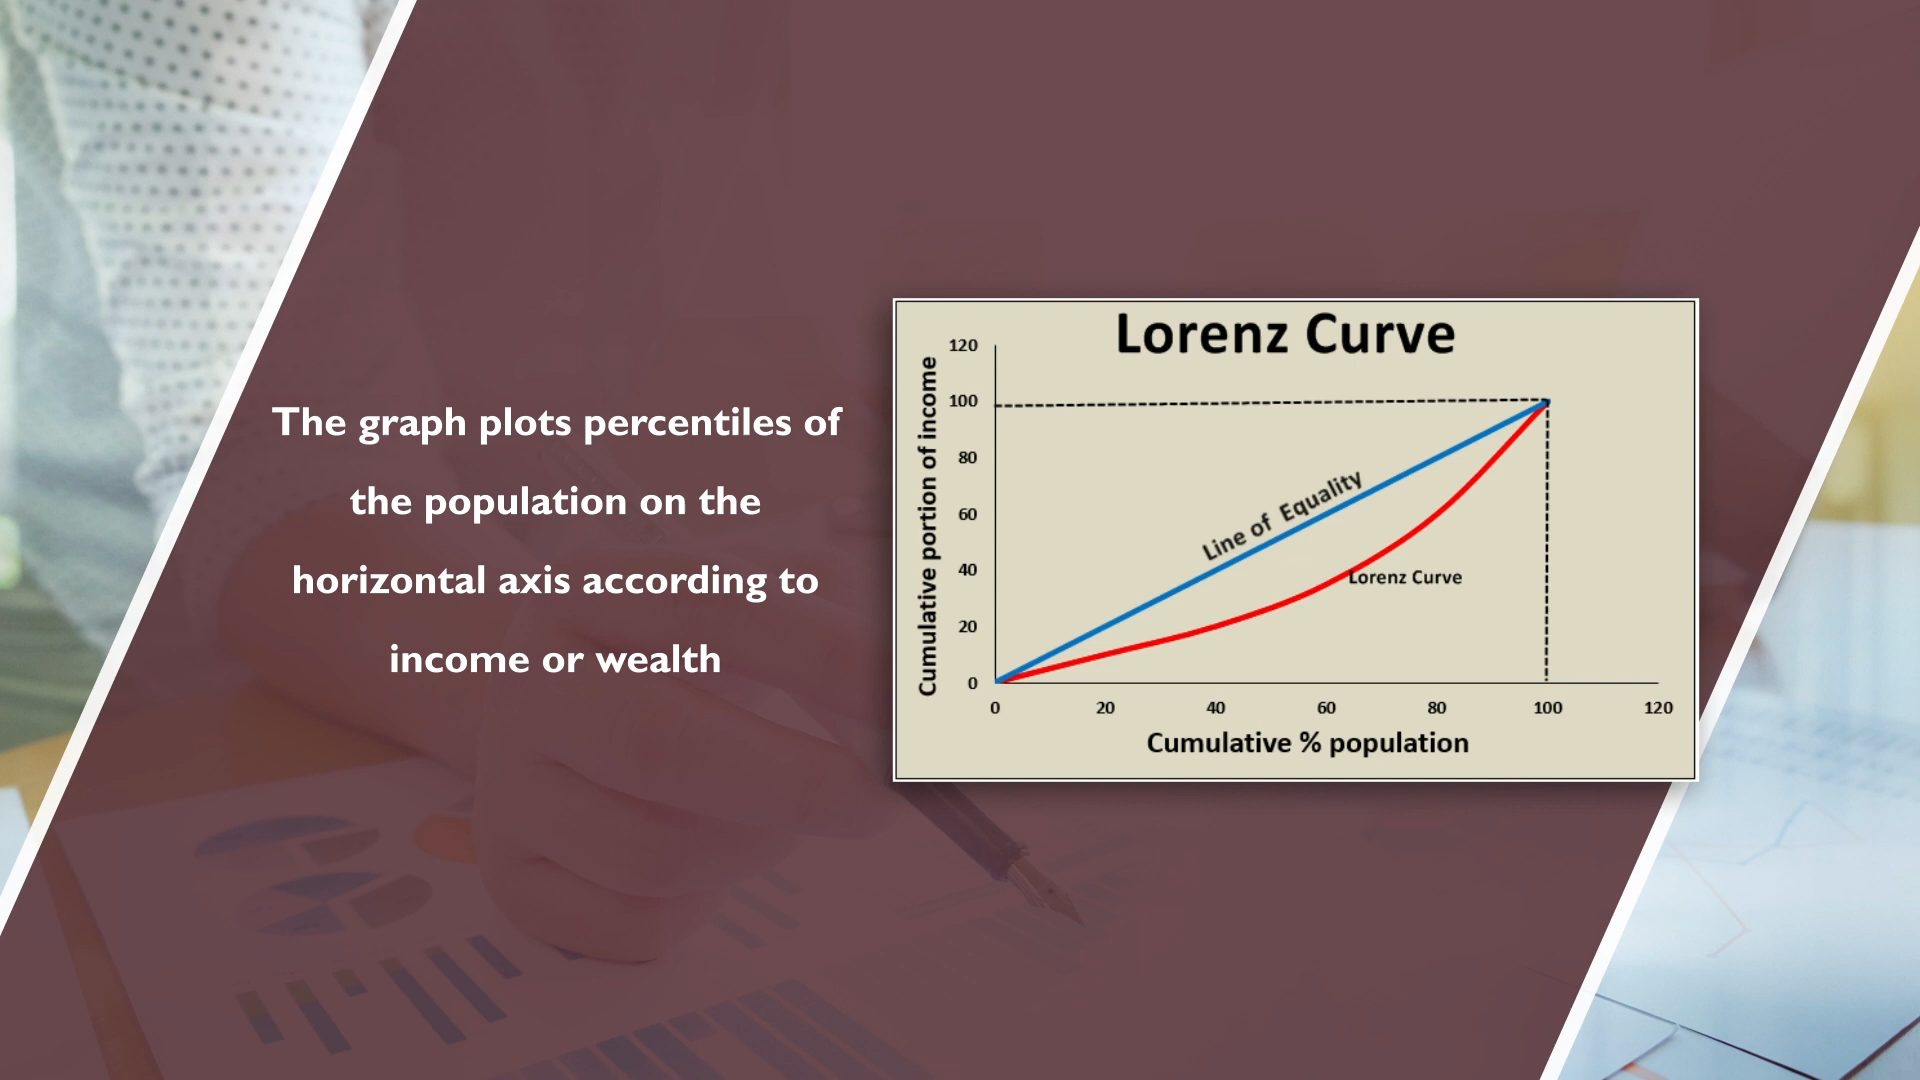 The graph plots percentiles of
the population on the
horizontal axis according to
income or wealth
Lorenz Curve
Cumulative portion of income
120
100
80
60
40
20
0
Line of Equality
Lorenz Curve
0 20 40 60 80 100 120
Cumulative % population